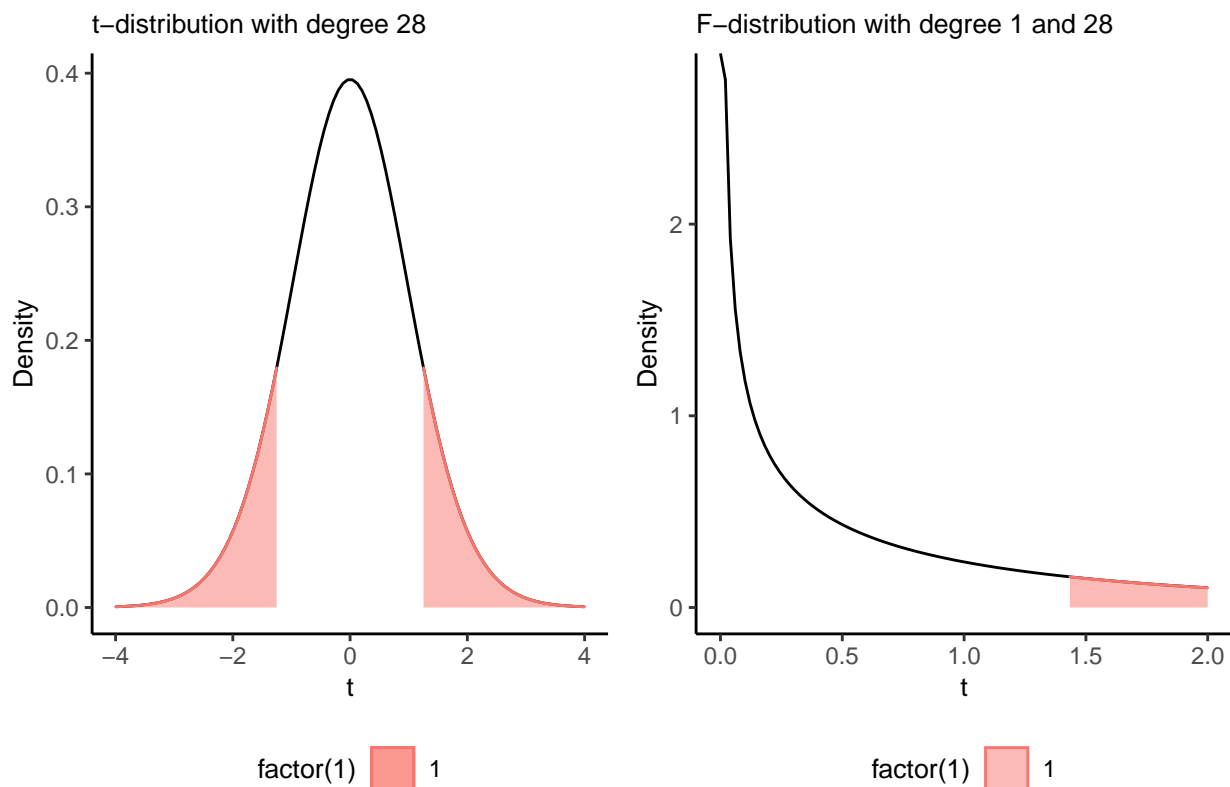 t−distribution with degree 28
0.4
0.3
0.2
0.1
0.0
Density
−4 −2 0 2 4
t
factor(1) 1
F−distribution with degree 1 and 28
2
1
0
Density
0.0 0.5 1.0 1.5 2.0
t
factor(1) 1